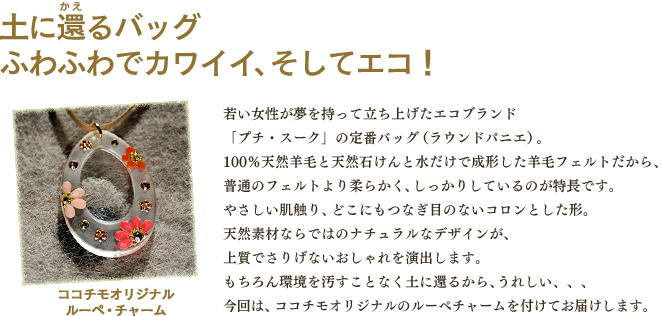 土に還るバッグ
かえ
ふわふわでカワイイ、そしてエコ！
若い女性が夢を持って立ち上げたエコブランド
「プチ・スーク」の定番バッグ（ラウンドパニエ）。
100％天然羊毛と天然石けんと水だけで成形した羊毛フェルトだから、
普通のフェルトより柔らかく、しっかりしているのが特長です。
やさしい肌触り、どこにもつなぎ目のないコロンとした形。
天然素材ならではのナチュラルなデザインが、
上質でさりげないおしゃれを演出します。
もちろん環境を汚すことなく土に還るから、うれしい、、、
今回は、ココチモオリジナルのルーペチャームを付けてお届けします。
ココチモオリジナル
ルーペ・チャーム